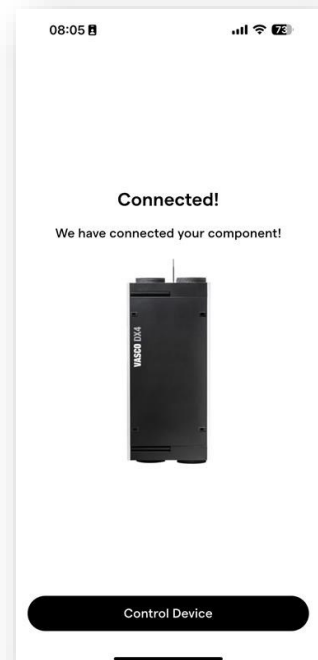 08:05
73
Connected!
We have connected your component!
VASCO DX4
Control Device